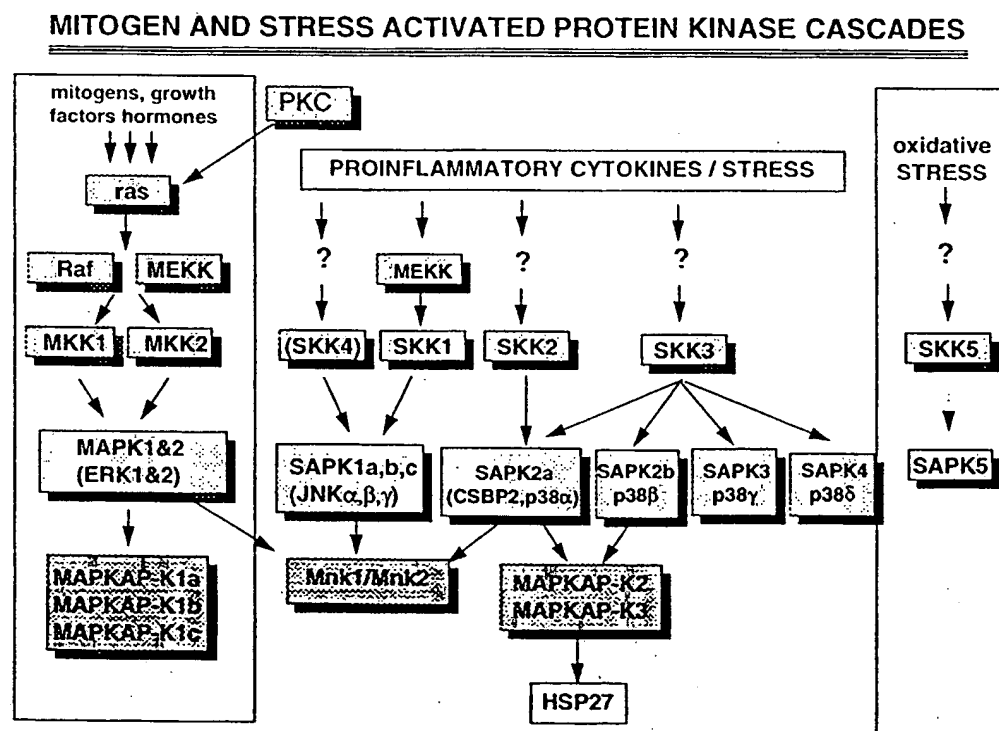 MITOGEN AND STRESS ACTIVATED PROTEIN KINASE CASCADES
mitogens, growth
factors hormones
PKC
ras
Raf
MEKK
MKK1
MKK2
MAPK1&2
(ERK1&2)
MAPKAP-K1a
MAPKAP-K1b
MAPKAP-K1c
PROINFLAMMATORY CYTOKINES / STRESS
?
MEKK
?
?
(SKK4)
SKK1
SKK2
SKK3
SAPK1a,b,c
(JNKα,β,γ)
SAPK2a
(CSBP2,p38α)
SAPK2b
p38β
SAPK3
p38γ
SAPK4
p38δ
Mnk1/Mnk2
MAPKAP-K2
MAPKAP-K3
HSP27
oxidative
STRESS
?
SKK5
SAPK5